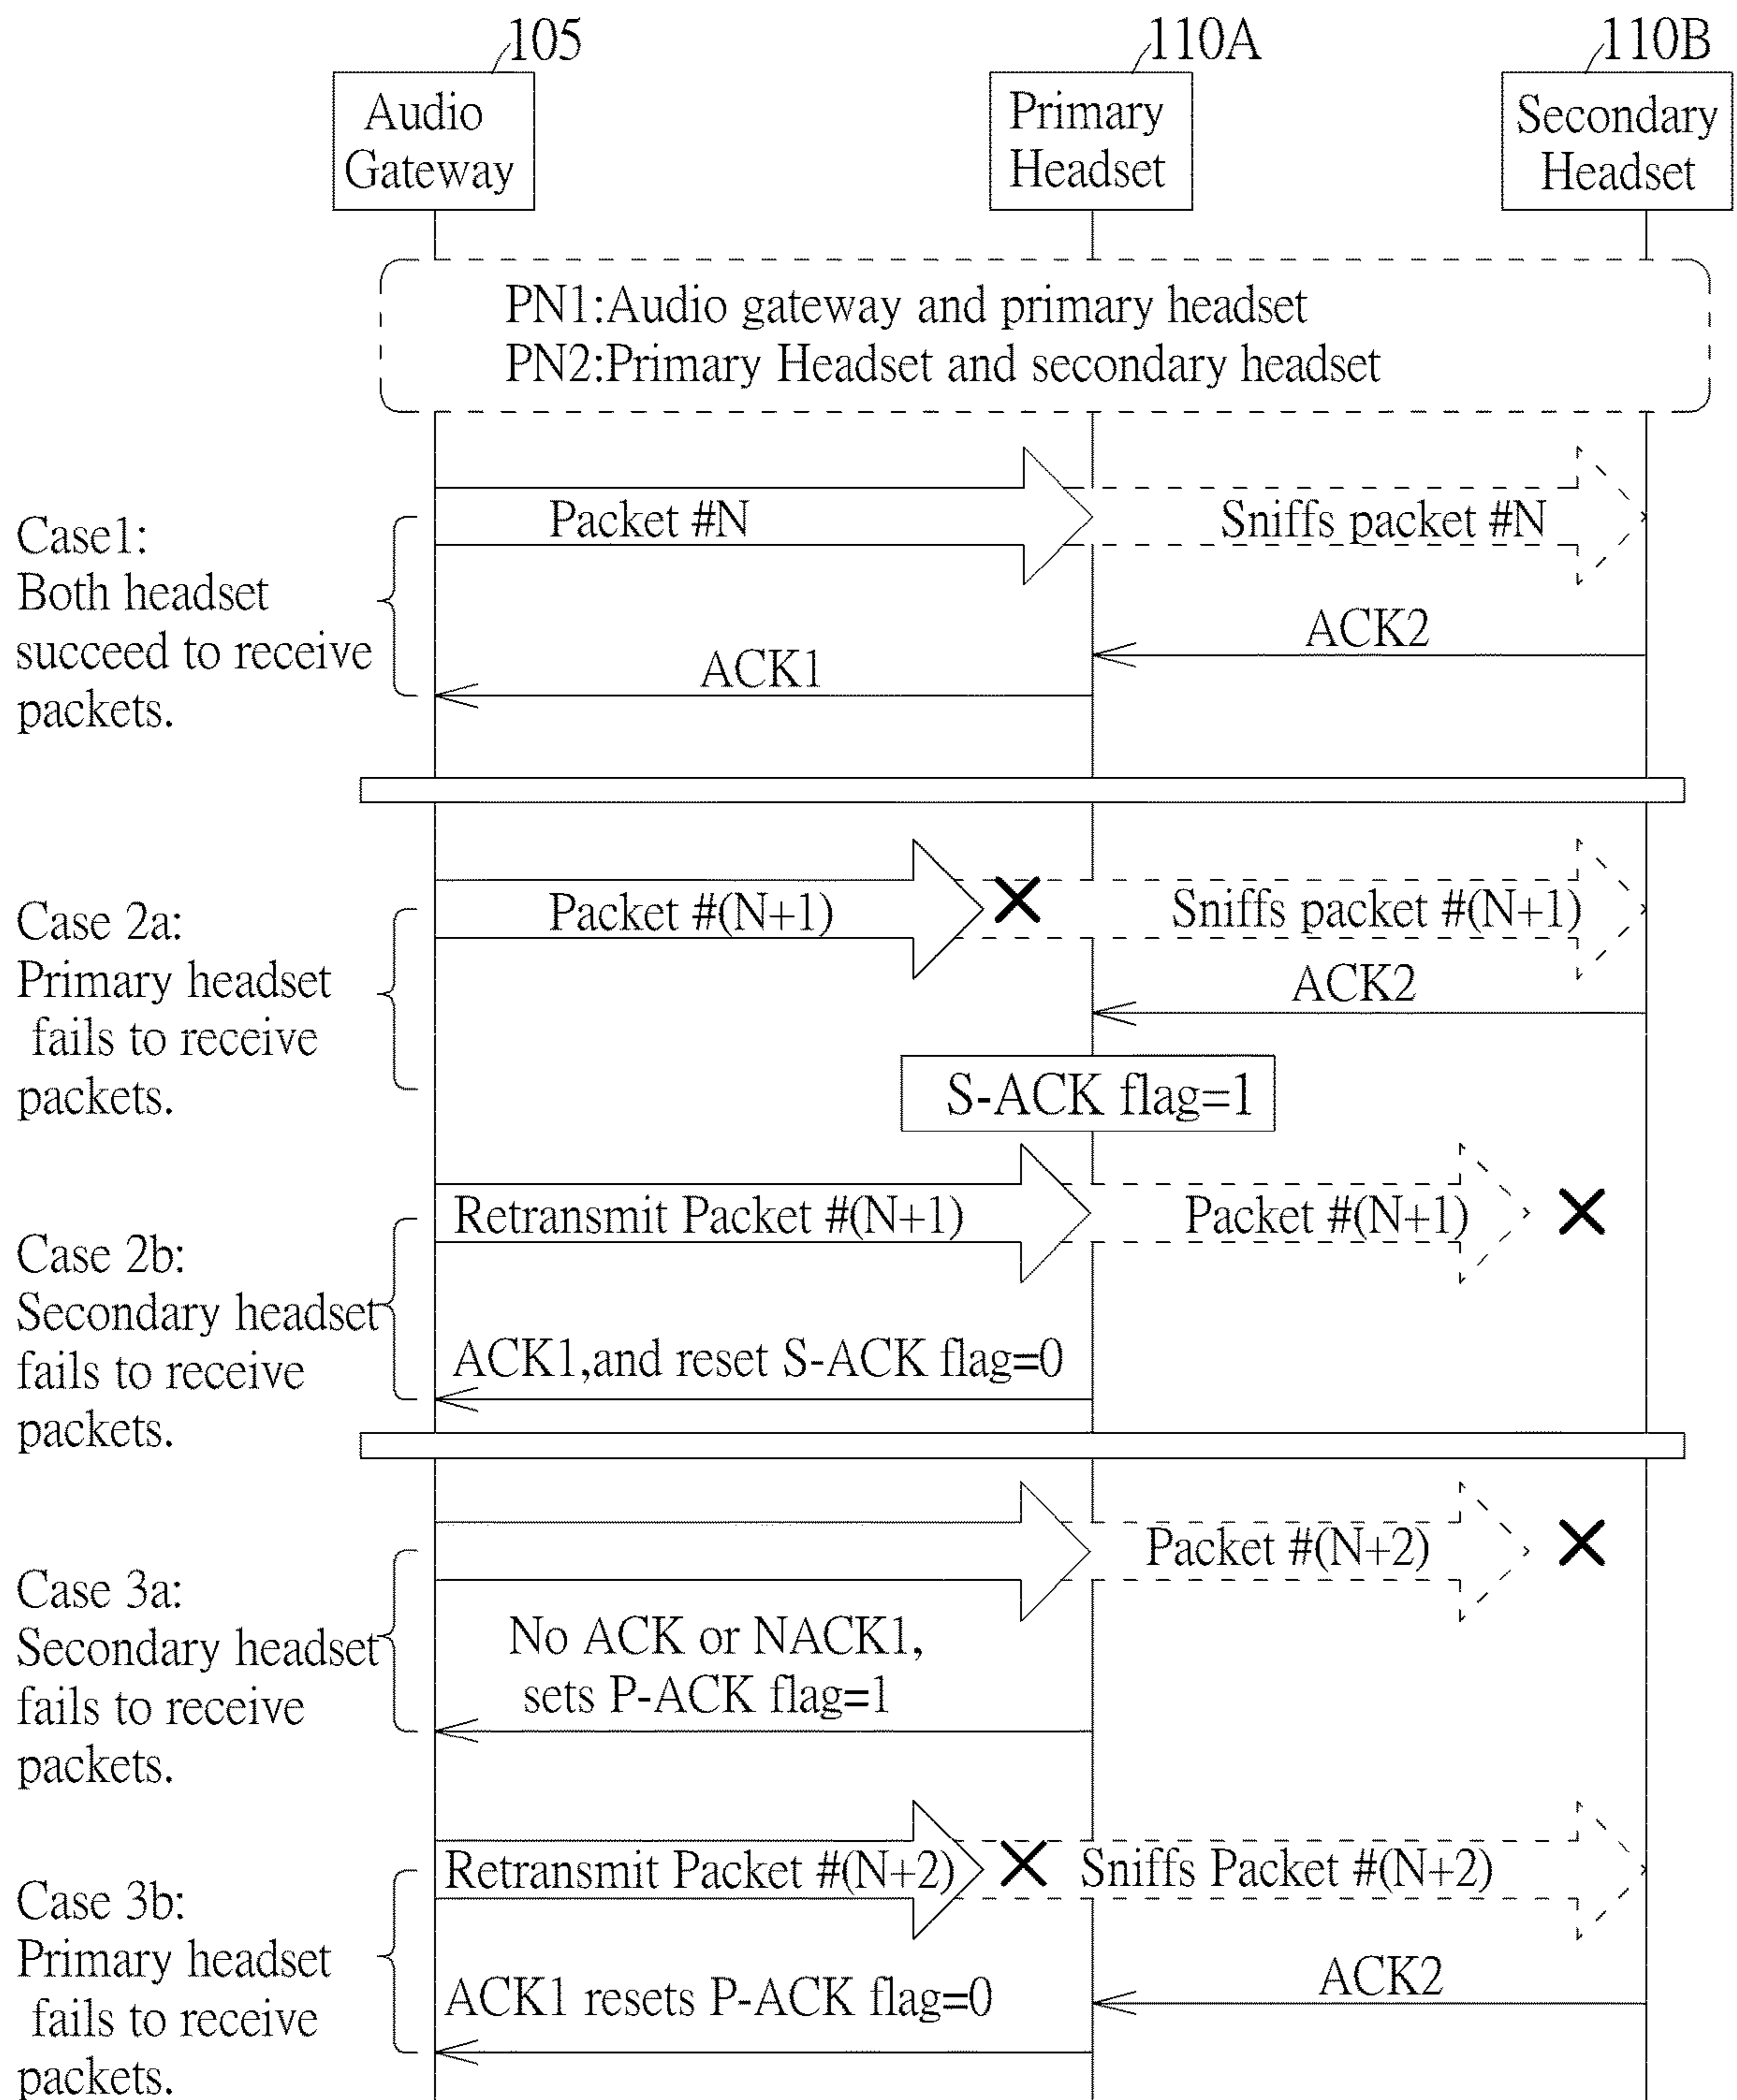 105
110A
110B
Audio
Gateway
Primary
Headset
Secondary
Headset
PN1:Audio gateway and primary headset
PN2:Primary Headset and secondary headset
Case1:
Both headset
succeed to receive
packets.
Packet #N
Sniffs packet #N
ACK2
ACK1
Case 2a:
Primary headset
fails to receive
packets.
Packet #(N+1)
Sniffs packet #(N+1)
ACK2
S-ACK flag=1
Case 2b:
Secondary headset
fails to receive
packets.
Retransmit Packet #(N+1)
Packet #(N+1)
ACK1,and reset S-ACK flag=0
Case 3a:
Secondary headset
fails to receive
packets.
Packet #(N+2)
No ACK or NACK1,
sets P-ACK flag=1
Case 3b:
Primary headset
fails to receive
packets.
Retransmit Packet #(N+2)
Sniffs Packet #(N+2)
ACK2
ACK1 resets P-ACK flag=0